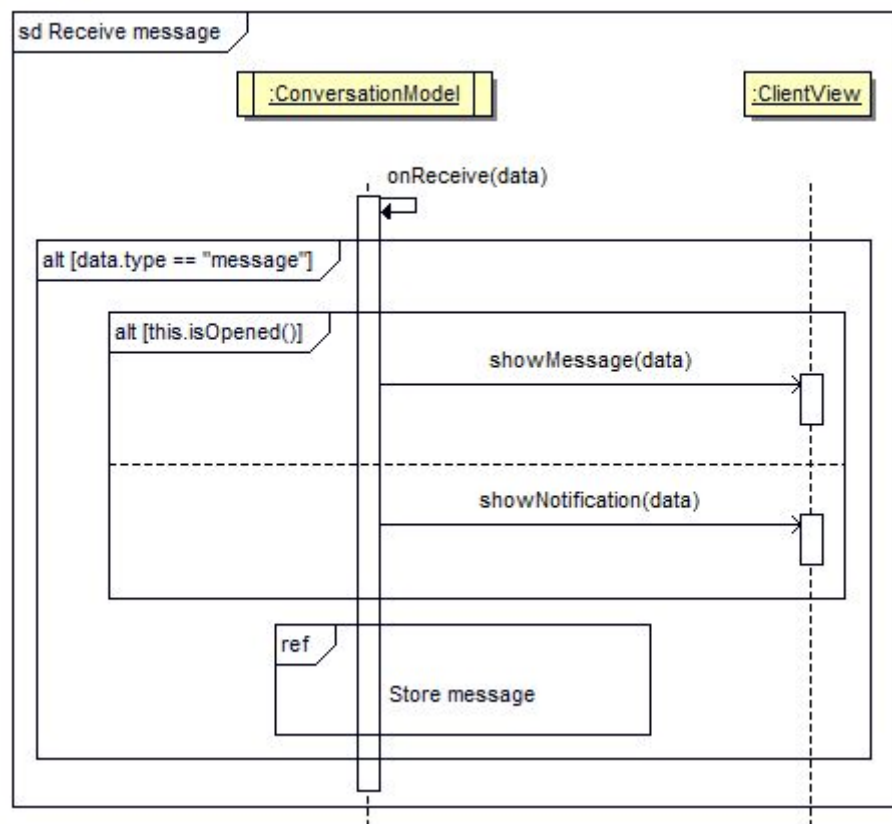 sd Receive message
:ConversationModel
:ClientView
onReceive(data)
alt [data.type == "message"]
alt [this.isOpened()]
showMessage(data)
showNotification(data)
ref
Store message